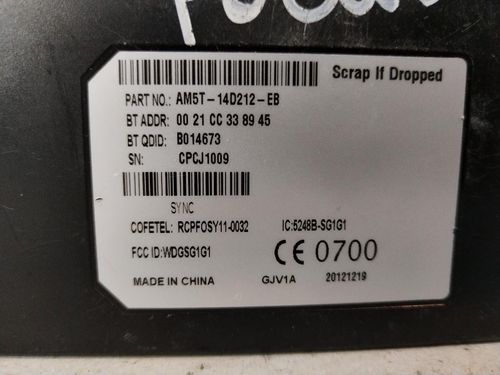 Scrap If Dropped
PART NO.: AM5T-14D212-EB
BT ADDR: 00 21 CC 33 89 45
BT QDID: B014673
SN: CPCJ1009
SYNC
COFETEL: RCPFOSY11-0032 IC:5248B-SG1G1
FCC ID:WDGSG1G1 CE 0700
MADE IN CHINA GJV1A 20121219